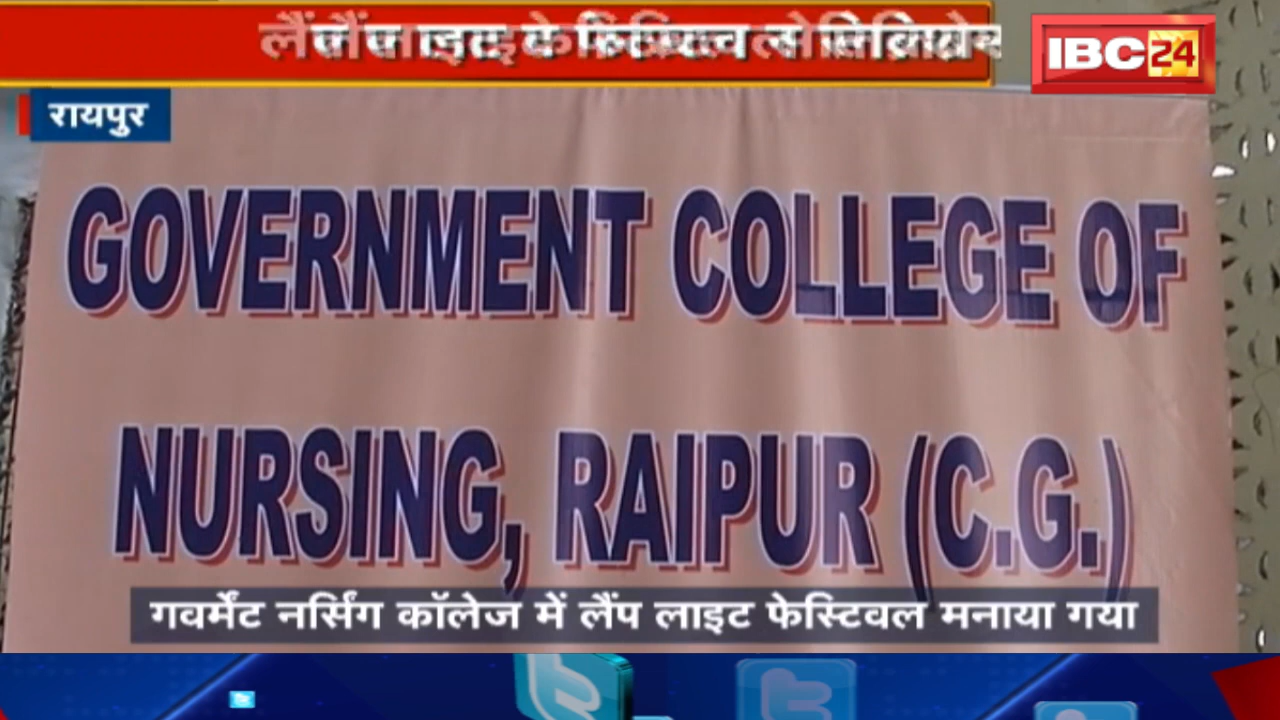 IBC24
रायपुर
GOVERNMENT COLLEGE OF
NURSING, RAIPUR (C.G.)
गवर्मेंट नर्सिंग कॉलेज में लैंप लाइट फेस्टिवल मनाया गया